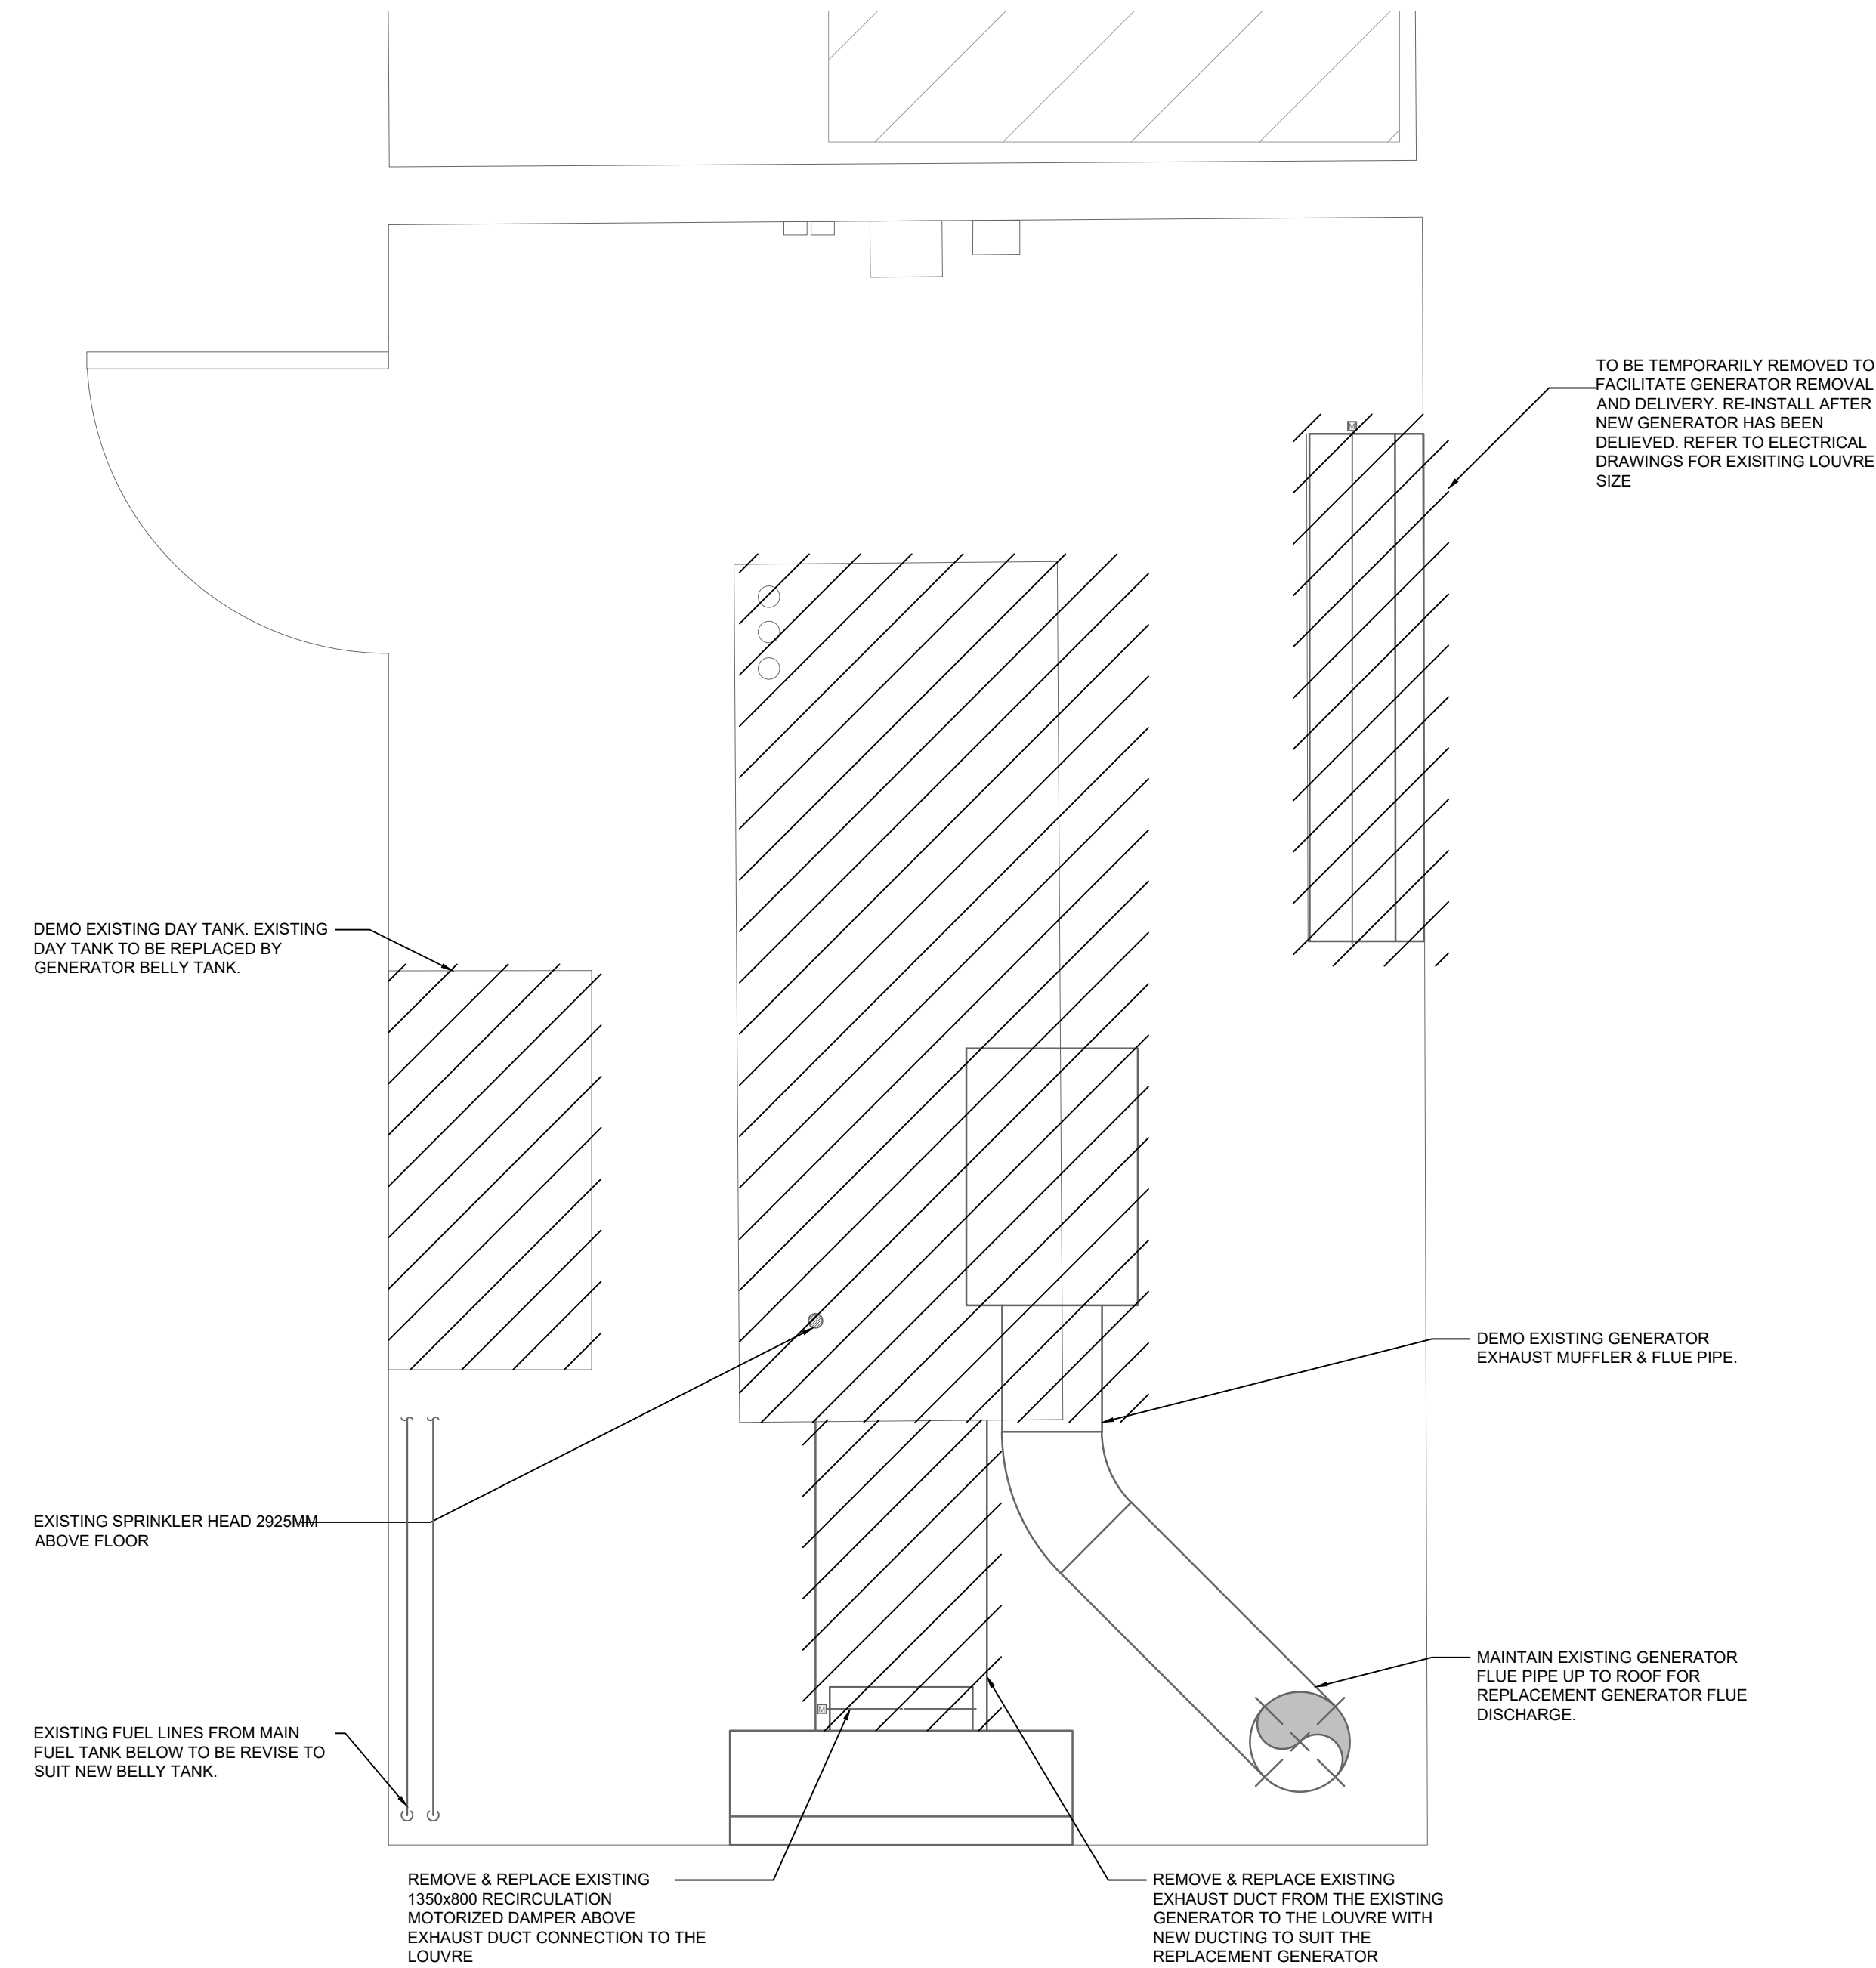 TO BE TEMPORARILY REMOVED TO
FACILITATE GENERATOR REMOVAL
AND DELIVERY. RE-INSTALL AFTER
NEW GENERATOR HAS BEEN
DELIEVED. REFER TO ELECTRICAL
DRAWINGS FOR EXISITING LOUVRE
SIZE
M
DEMO EXISTING DAY TANK. EXISTING
DAY TANK TO BE REPLACED BY
GENERATOR BELLY TANK.
DEMO EXISTING GENERATOR
EXHAUST MUFFLER & FLUE PIPE.
EXISTING SPRINKLER HEAD 2925MM
ABOVE FLOOR
MAINTAIN EXISTING GENERATOR
FLUE PIPE UP TO ROOF FOR
REPLACEMENT GENERATOR FLUE
DISCHARGE.
M
EXISTING FUEL LINES FROM MAIN
FUEL TANK BELOW TO BE REVISE TO
SUIT NEW BELLY TANK.
REMOVE & REPLACE EXISTING
1350x800 RECIRCULATION
MOTORIZED DAMPER ABOVE
EXHAUST DUCT CONNECTION TO THE
LOUVRE
REMOVE & REPLACE EXISTING
EXHAUST DUCT FROM THE EXISTING
GENERATOR TO THE LOUVRE WITH
NEW DUCTING TO SUIT THE
REPLACEMENT GENERATOR